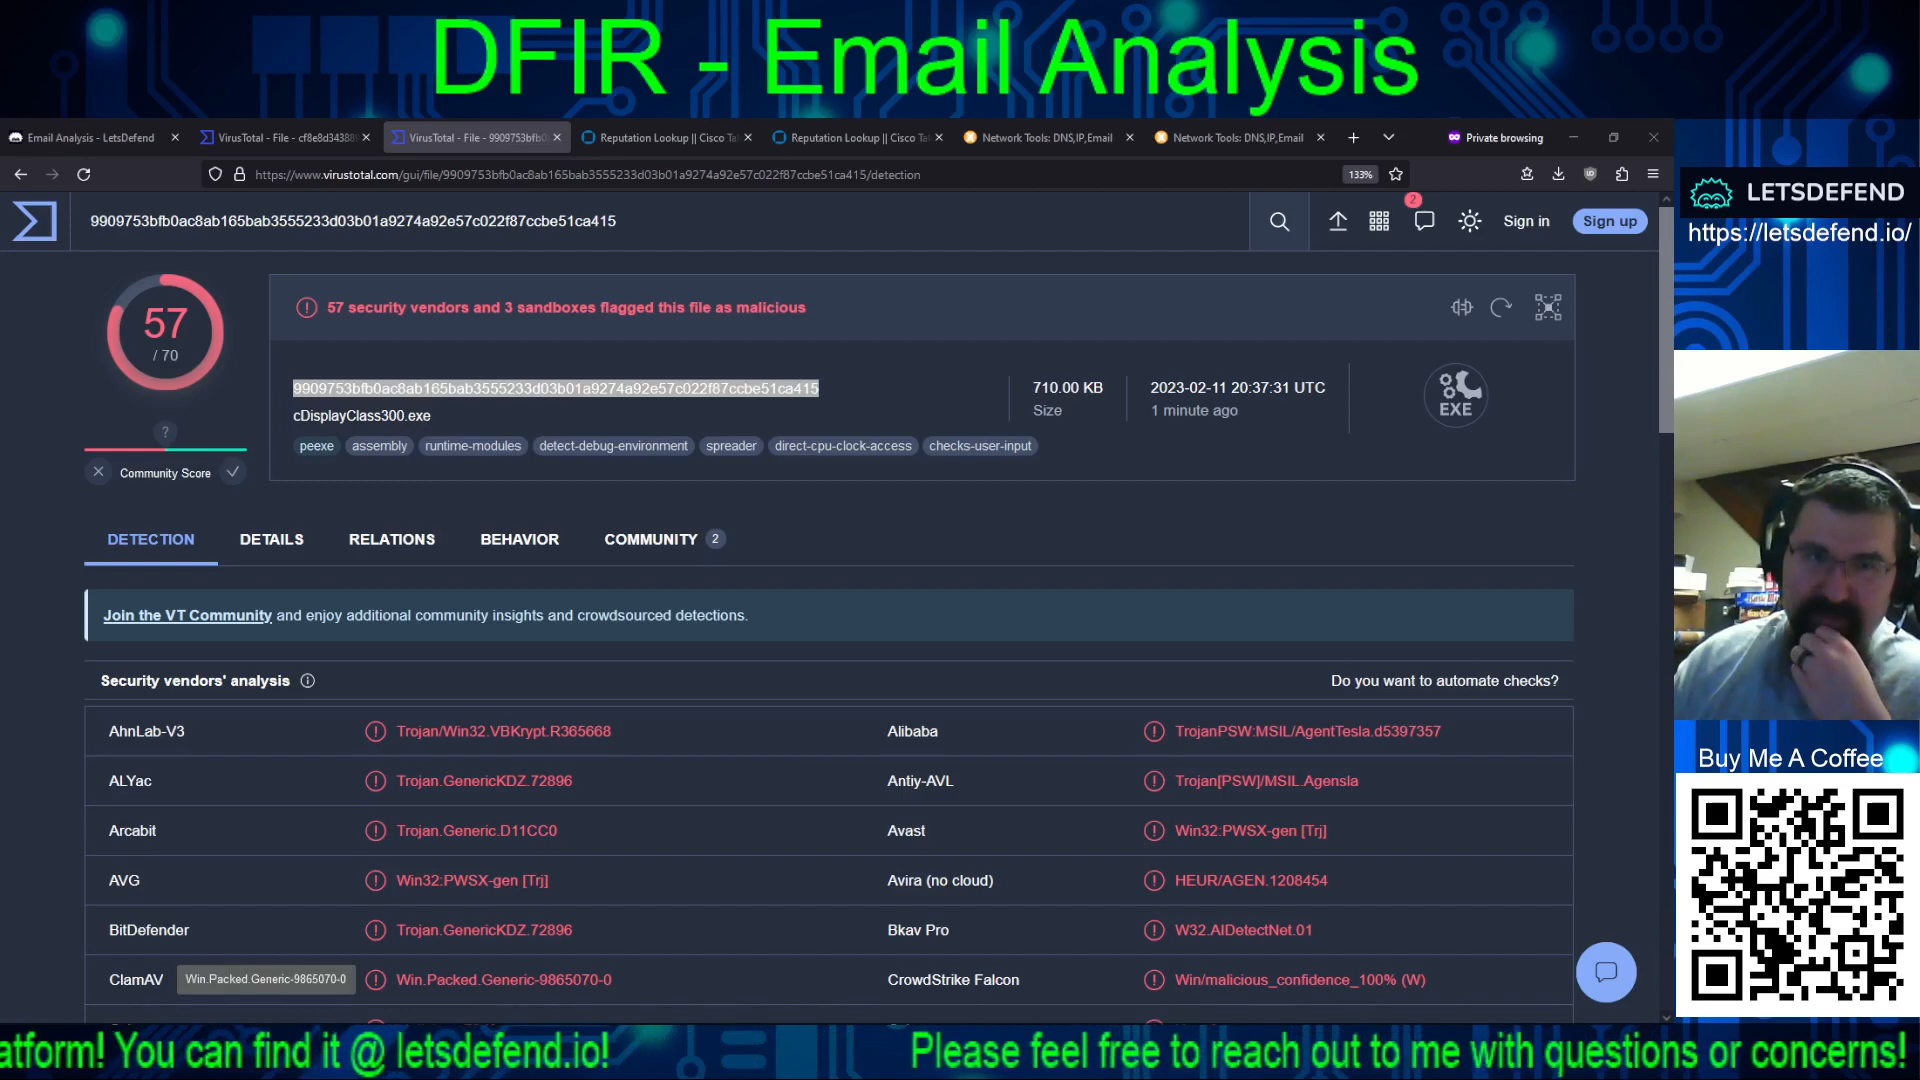 DFIR - Email Analysis
Email Analysis - LetsDefend
VirusTotal - File - cf8e8d34388
VirusTotal - File - 9909753bfb0
Reputation Lookup || Cisco Ta
Reputation Lookup || Cisco Tal
Network Tools: DNS,IP,Email
Network Tools: DNS,IP,Email
Private browsing
https://www.virustotal.com/gui/file/9909753bfb0ac8ab165bab3555233d03b01a9274a92e57c022f87ccbe51ca415/detection
133%
LETSDEFEND
https://letsdefend.io/
9909753bfb0ac8ab165bab3555233d03b01a9274a92e57c022f87ccbe51ca415
2
Sign in
Sign up
57
/ 70
57 security vendors and 3 sandboxes flagged this file as malicious
9909753bfb0ac8ab165bab3555233d03b01a9274a92e57c022f87ccbe51ca415
cDisplayClass300.exe
710.00 KB
Size
2023-02-11 20:37:31 UTC
1 minute ago
EXE
peexe assembly runtime-modules detect-debug-environment spreader direct-cpu-clock-access checks-user-input
?
Community Score
DETECTION
DETAILS
RELATIONS
BEHAVIOR
COMMUNITY 2
Join the VT Community and enjoy additional community insights and crowdsourced detections.
Security vendors' analysis
Do you want to automate checks?
AhnLab-V3 Trojan/Win32.VBKrypt.R365668 Alibaba TrojanPSW:MSIL/AgentTesla.d5397357
ALYac Trojan.GenericKDZ.72896 Antiy-AVL Trojan[PSW]/MSIL.Agensla
Arcabit Trojan.Generic.D11CC0 Avast Win32:PWSX-gen [Trj]
AVG Win32:PWSX-gen [Trj] Avira (no cloud) HEUR/AGEN.1208454
BitDefender Trojan.GenericKDZ.72896 Bkav Pro W32.AIDetectNet.01
ClamAV Win.Packed.Generic-9865070-0 Win.Packed.Generic-9865070-0 CrowdStrike Falcon Win/malicious_confidence_100% (W)
Buy Me A Coffee
atform! You can find it @ letsdefend.io!
Please feel free to reach out to me with questions or concerns!